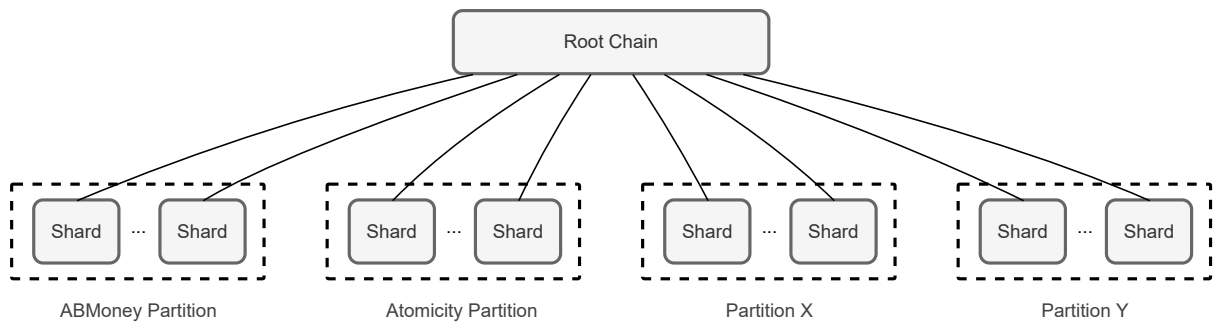 Root Chain
Shard ... Shard
Shard ... Shard
Shard ... Shard
Shard ... Shard
ABMoney Partition
Atomicity Partition
Partition X
Partition Y